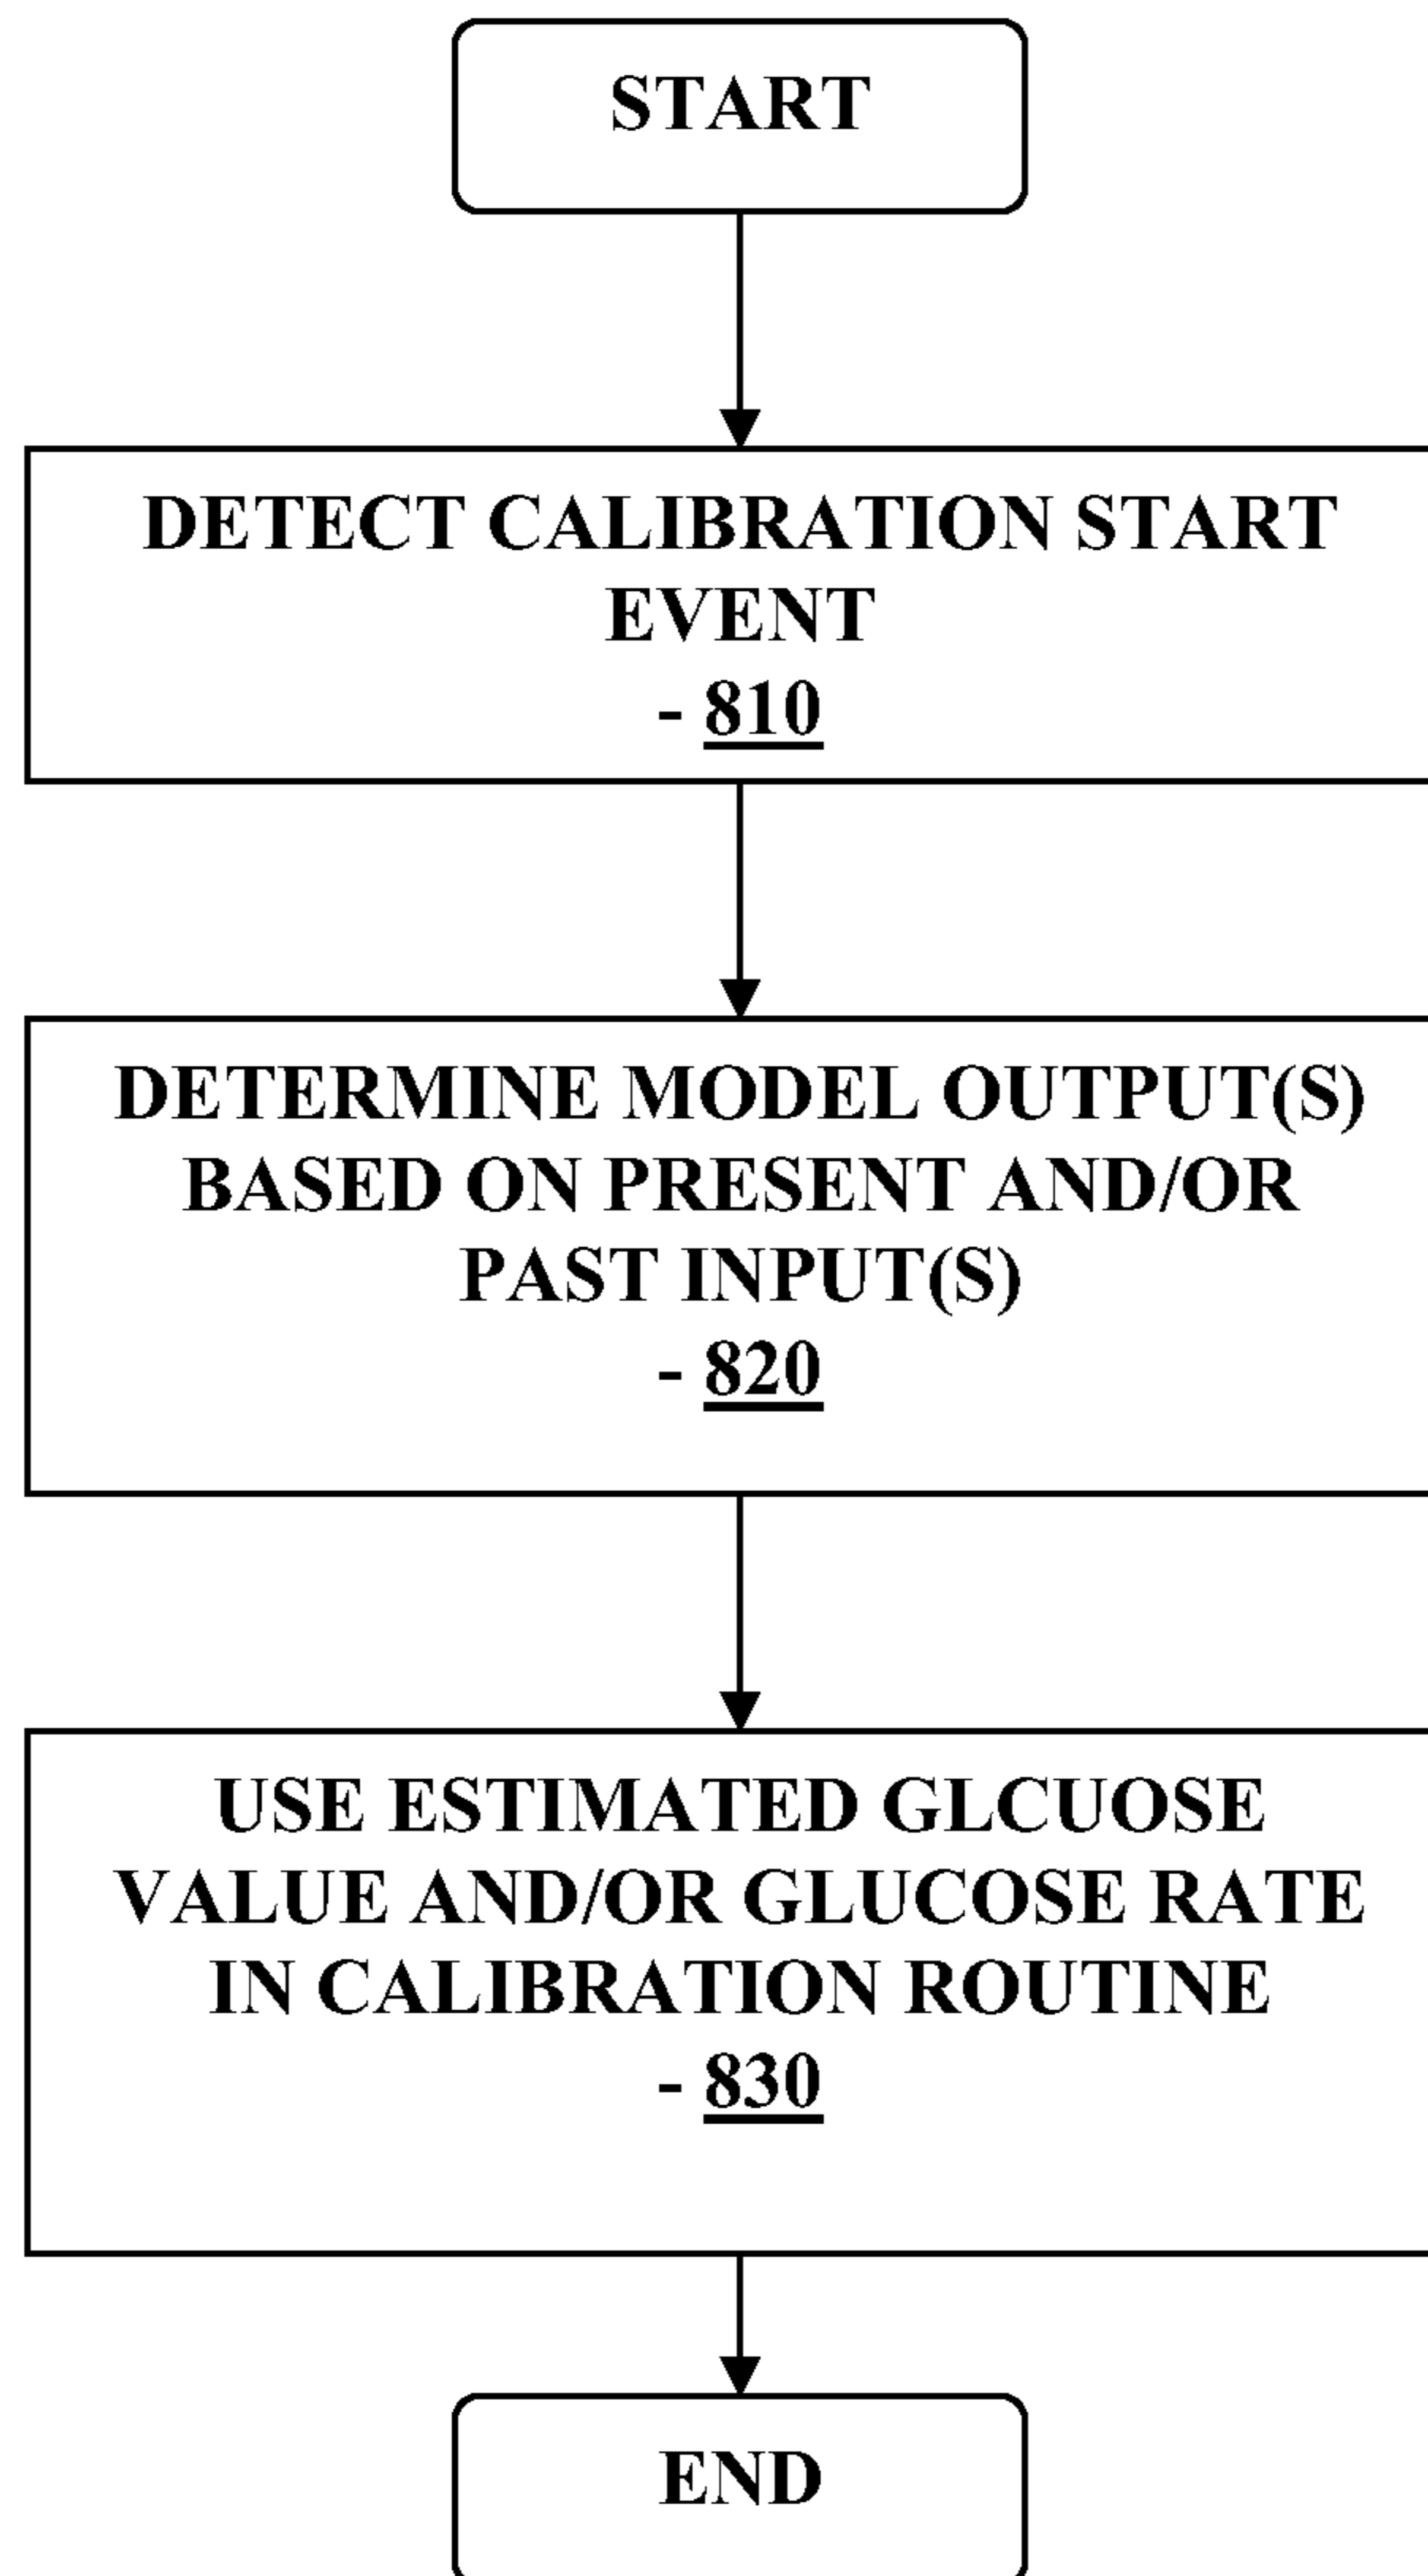 START
DETECT CALIBRATION START
EVENT
- 810
DETERMINE MODEL OUTPUT(S)
BASED ON PRESENT AND/OR
PAST INPUT(S)
- 820
USE ESTIMATED GLCUOSE
VALUE AND/OR GLUCOSE RATE
IN CALIBRATION ROUTINE
- 830
END